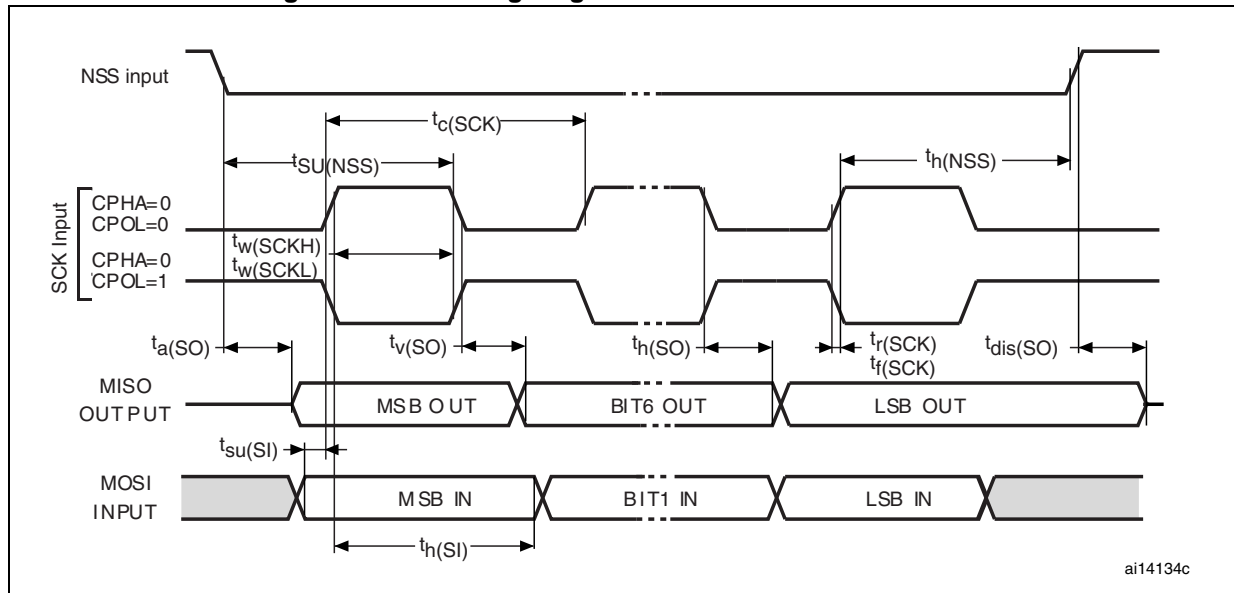 NSS input
tc(SCK)
tSU(NSS)
th(NSS)
SCK Input
CPHA=0
CPOL=0
CPHA=0
CPOL=1
tw(SCKH)
tw(SCKL)
ta(SO)
tv(SO)
th(SO)
tr(SCK)
tf(SCK)
tdis(SO)
MISO
OUTPUT
MSB OUT
BIT6 OUT
LSB OUT
tsu(SI)
MOSI
INPUT
MSB IN
BIT1 IN
LSB IN
th(SI)
ai14134c